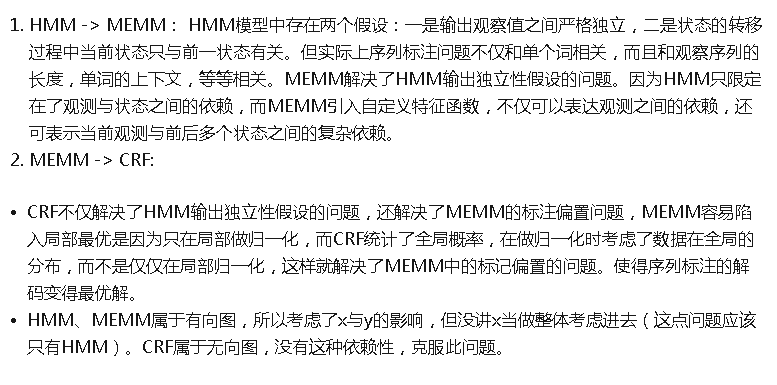 1. HMM -> MEMM： HMM模型中存在两个假设：一是输出观察值之间严格独立，二是状态的转移
过程中当前状态只与前一状态有关。但实际上序列标注问题不仅和单个词相关，而且和观察序列的
长度，单词的上下文，等等相关。MEMM解决了HMM输出独立性假设的问题。因为HMM只限定
在了观测与状态之间的依赖，而MEMM引入自定义特征函数，不仅可以表达观测之间的依赖，还
可表示当前观测与前后多个状态之间的复杂依赖。
2. MEMM -> CRF:
• CRF不仅解决了HMM输出独立性假设的问题，还解决了MEMM的标注偏置问题，MEMM容易陷
入局部最优是因为只在局部做归一化，而CRF统计了全局概率，在做归一化时考虑了数据在全局的
分布，而不是仅仅在局部归一化，这样就解决了MEMM中的标记偏置的问题。使得序列标注的解
码变得最优解。
• HMM、MEMM属于有向图，所以考虑了x与y的影响，但没讲x当做整体考虑进去（这点问题应该
只有HMM）。CRF属于无向图，没有这种依赖性，克服此问题。